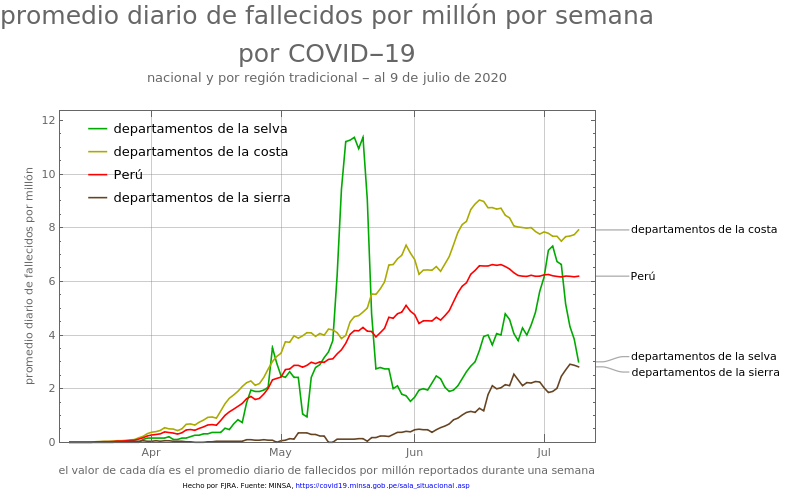 promedio diario de fallecidos por millón por semana
por COVID−19
nacional y por región tradicional − al 9 de julio de 2020
12
10
8
6
4
2
0
promedio diario de fallecidos por millón
departamentos de la selva
departamentos de la costa
Perú
departamentos de la sierra
departamentos de la costa
Perú
departamentos de la selva
departamentos de la sierra
Apr May Jun Jul
el valor de cada día es el promedio diario de fallecidos por millón reportados durante una semana
Hecho por FJRA. Fuente: MINSA, https://covid19.minsa.gob.pe/sala_situacional.asp